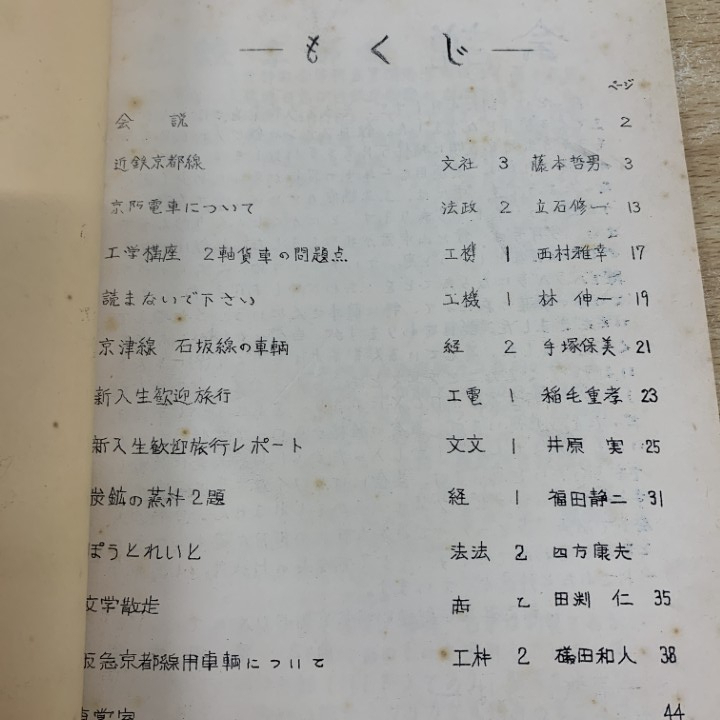 — もくじ —
ページ
会説 2
近鉄京都線 文社 3 藤本哲男 3
京阪電車について 法政 2 立石修一 13
工学構座 2軸貨車の問題点 工機 1 西村雅幸 17
読まないで下さい 工機 1 林伸一 19
京津線 石坂線の車輌 経 2 手塚保美 21
新入生歓迎旅行 工電 1 稲毛重孝 23
新入生歓迎旅行レポート 文文 1 井原実 25
炭鉱の蒸杜2題 経 1 福田静二 31
ぽうとれいと 法法 2 四方康夫
文学散走 商 2 田渕仁 35
阪急京都線用車輌について 工杜 2 礒田和人 38
44